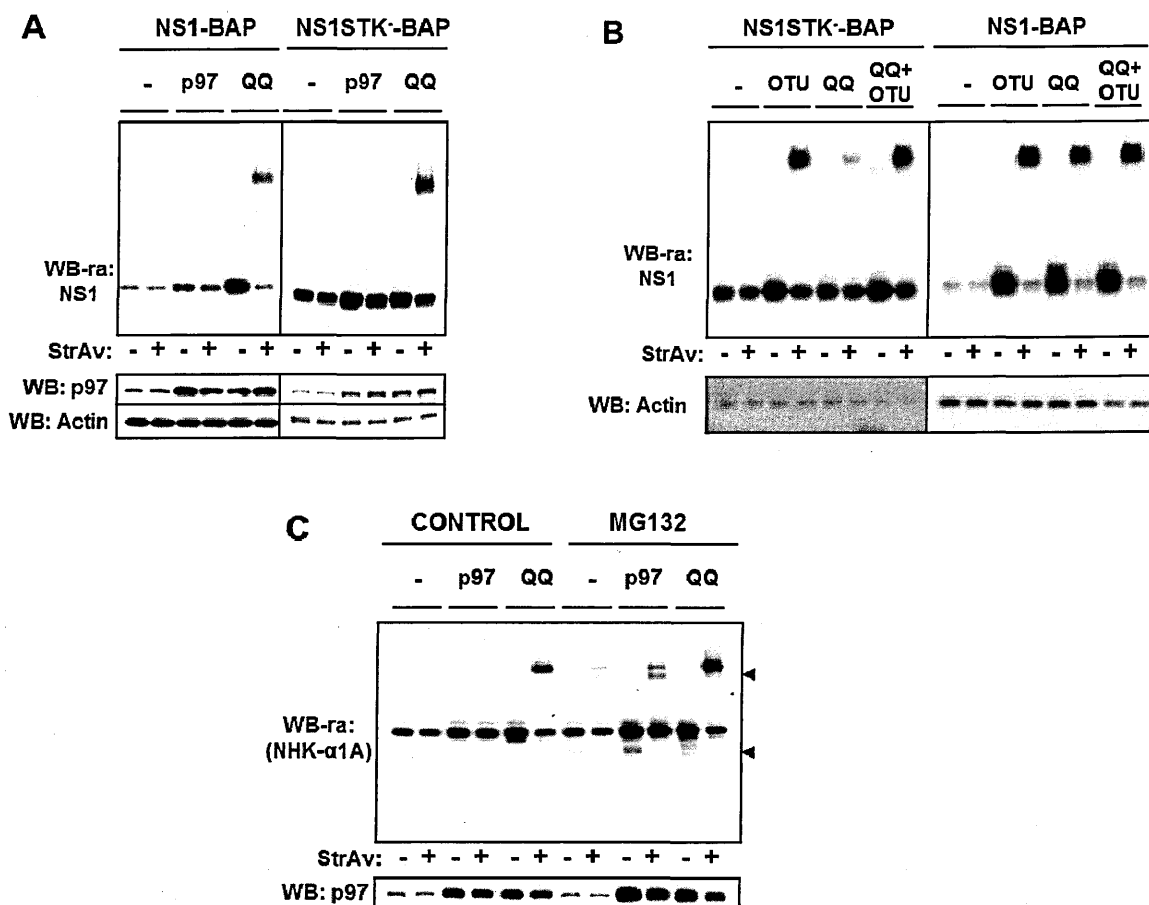 A
NS1-BAP NS1STK--BAP
- p97 QQ - p97 QQ
WB-ra:
NS1
StrAv: - + - + - + - + - + - +
WB: p97
WB: Actin
B
NS1STK--BAP NS1-BAP
- OTU QQ QQ+
OTU - OTU QQ QQ+
OTU
WB-ra:
NS1
StrAv: - + - + - + - + - + - + - + - +
WB: Actin
C
CONTROL MG132
- p97 QQ - p97 QQ
WB-ra:
(NHK-α1A)
StrAv: - + - + - + - + - + - +
WB: p97